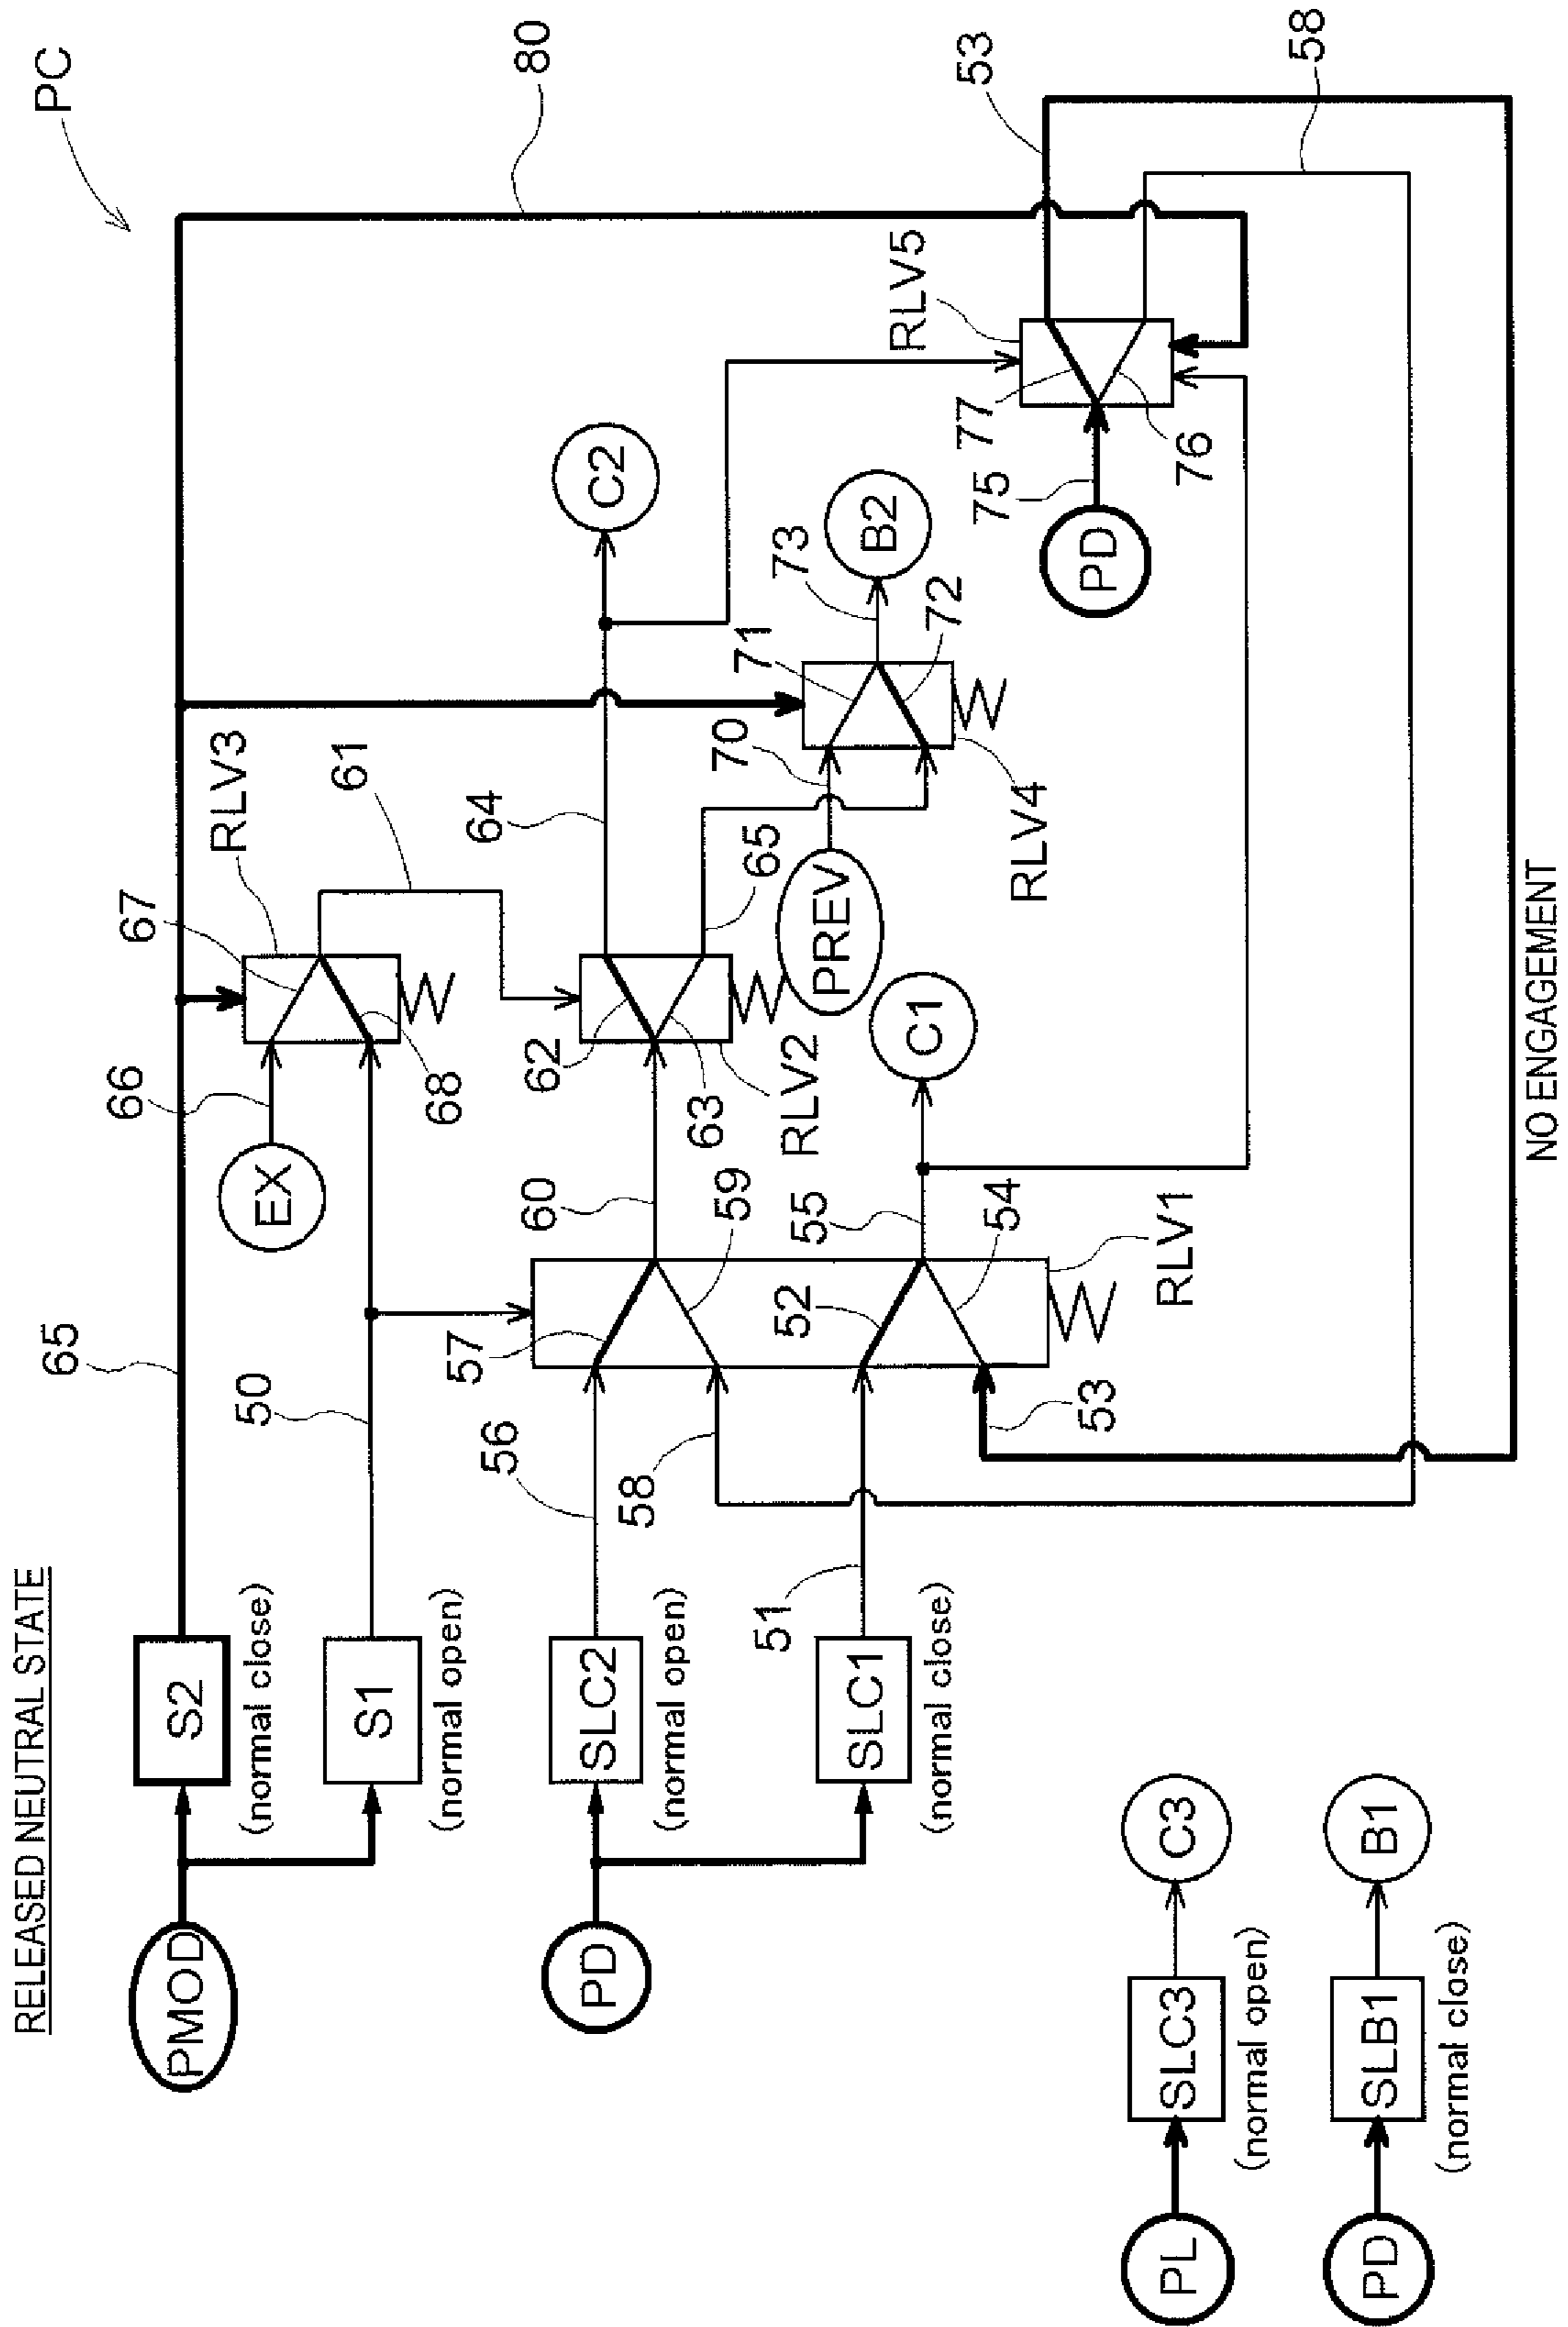 RELEASED NEUTRAL STATE
PC
PMOD
S2
(normal close)
65
80
S1
(normal open)
50
EX
66
67
68
RLV3
61
PD
SLC2
(normal open)
56
57
58
59
60
62
63
RLV2
64
65
C2
SLC1
(normal close)
51
52
53
54
55
RLV1
C1
PREV
70
71
72
73
RLV4
B2
PD
75
76
77
RLV5
53
58
NO ENGAGEMENT
PL
SLC3
(normal open)
C3
PD
SLB1
(normal close)
B1